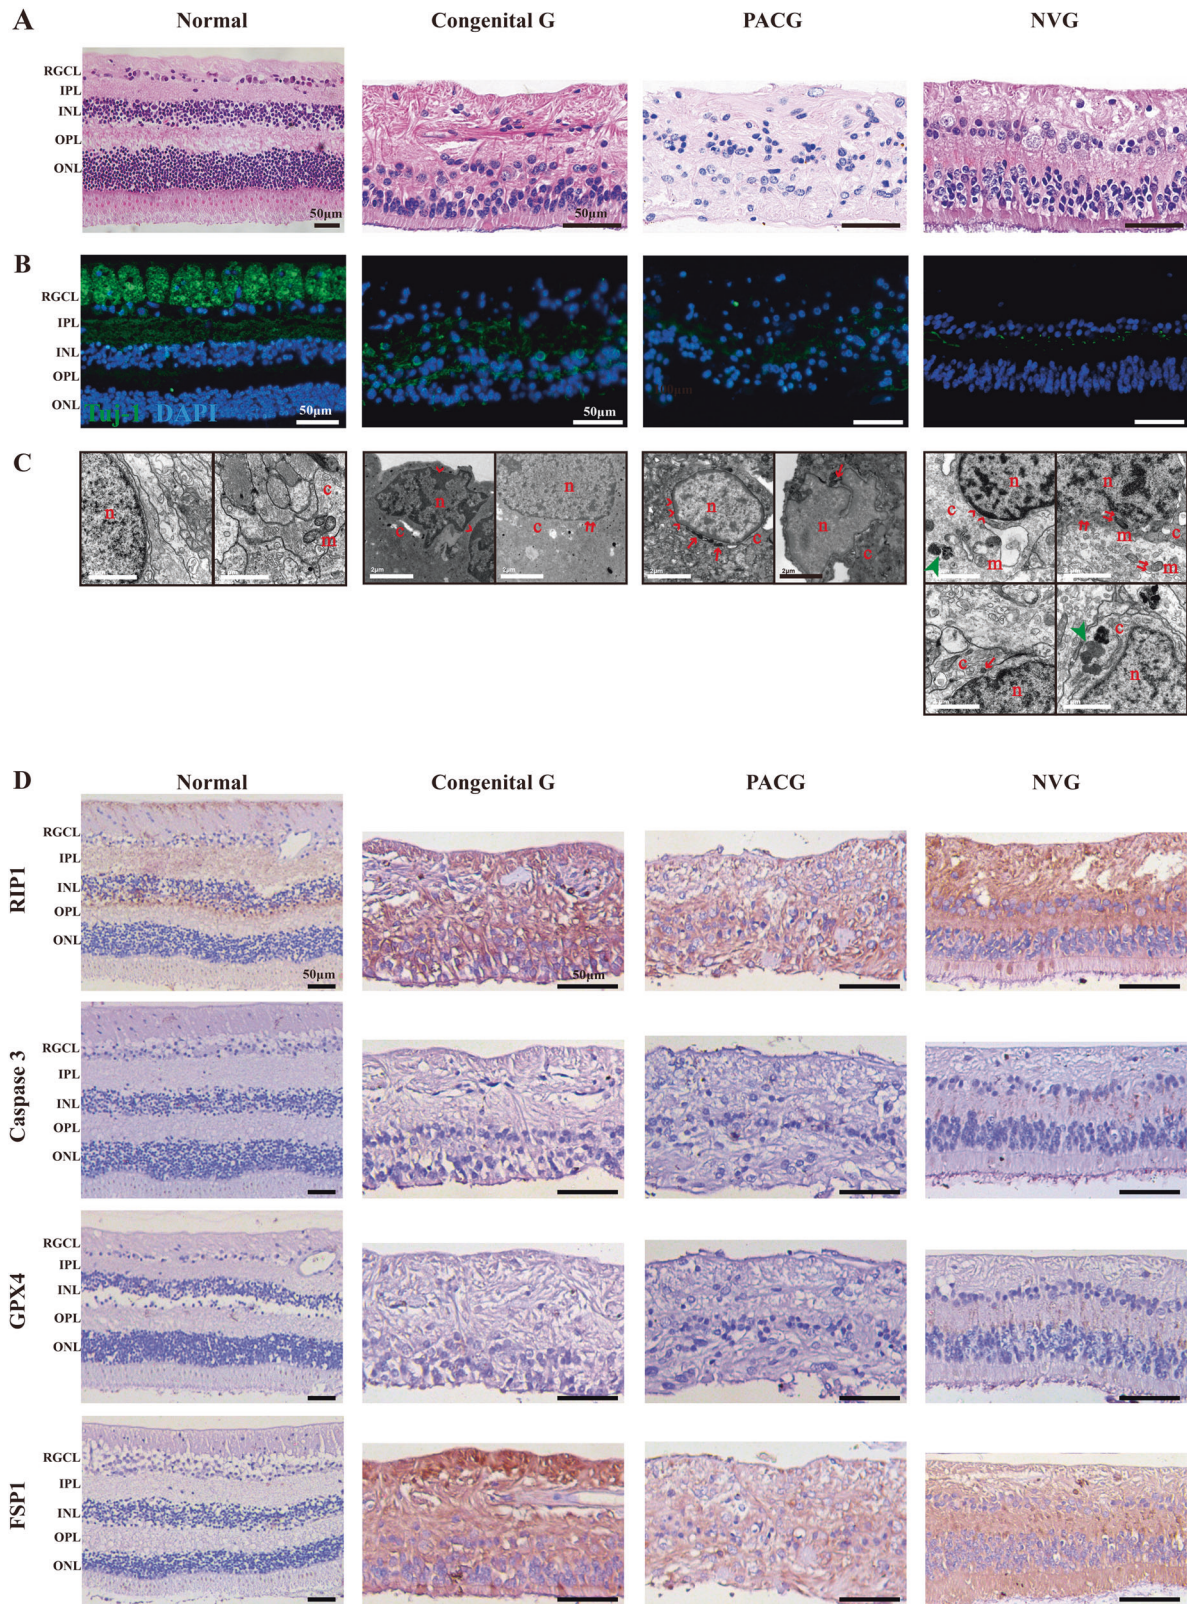 A
Normal
Congenital G
PACG
NVG
RGCL
IPL
INL
OPL
ONL
50μm
50μm
B
RGCL
IPL
INL
OPL
ONL
Tuj-1 DAPI
50μm
50μm
C
n
c
m
n
c
n
c
2μm
n
c
n
c
2μm
2μm
n
c
m
n
n
c
m
m
c
n
c
n
D
Normal
Congenital G
PACG
NVG
RIP1
RGCL
IPL
INL
OPL
ONL
50μm
50μm
Caspase 3
RGCL
IPL
INL
OPL
ONL
GPX4
RGCL
IPL
INL
OPL
ONL
FSP1
RGCL
IPL
INL
OPL
ONL